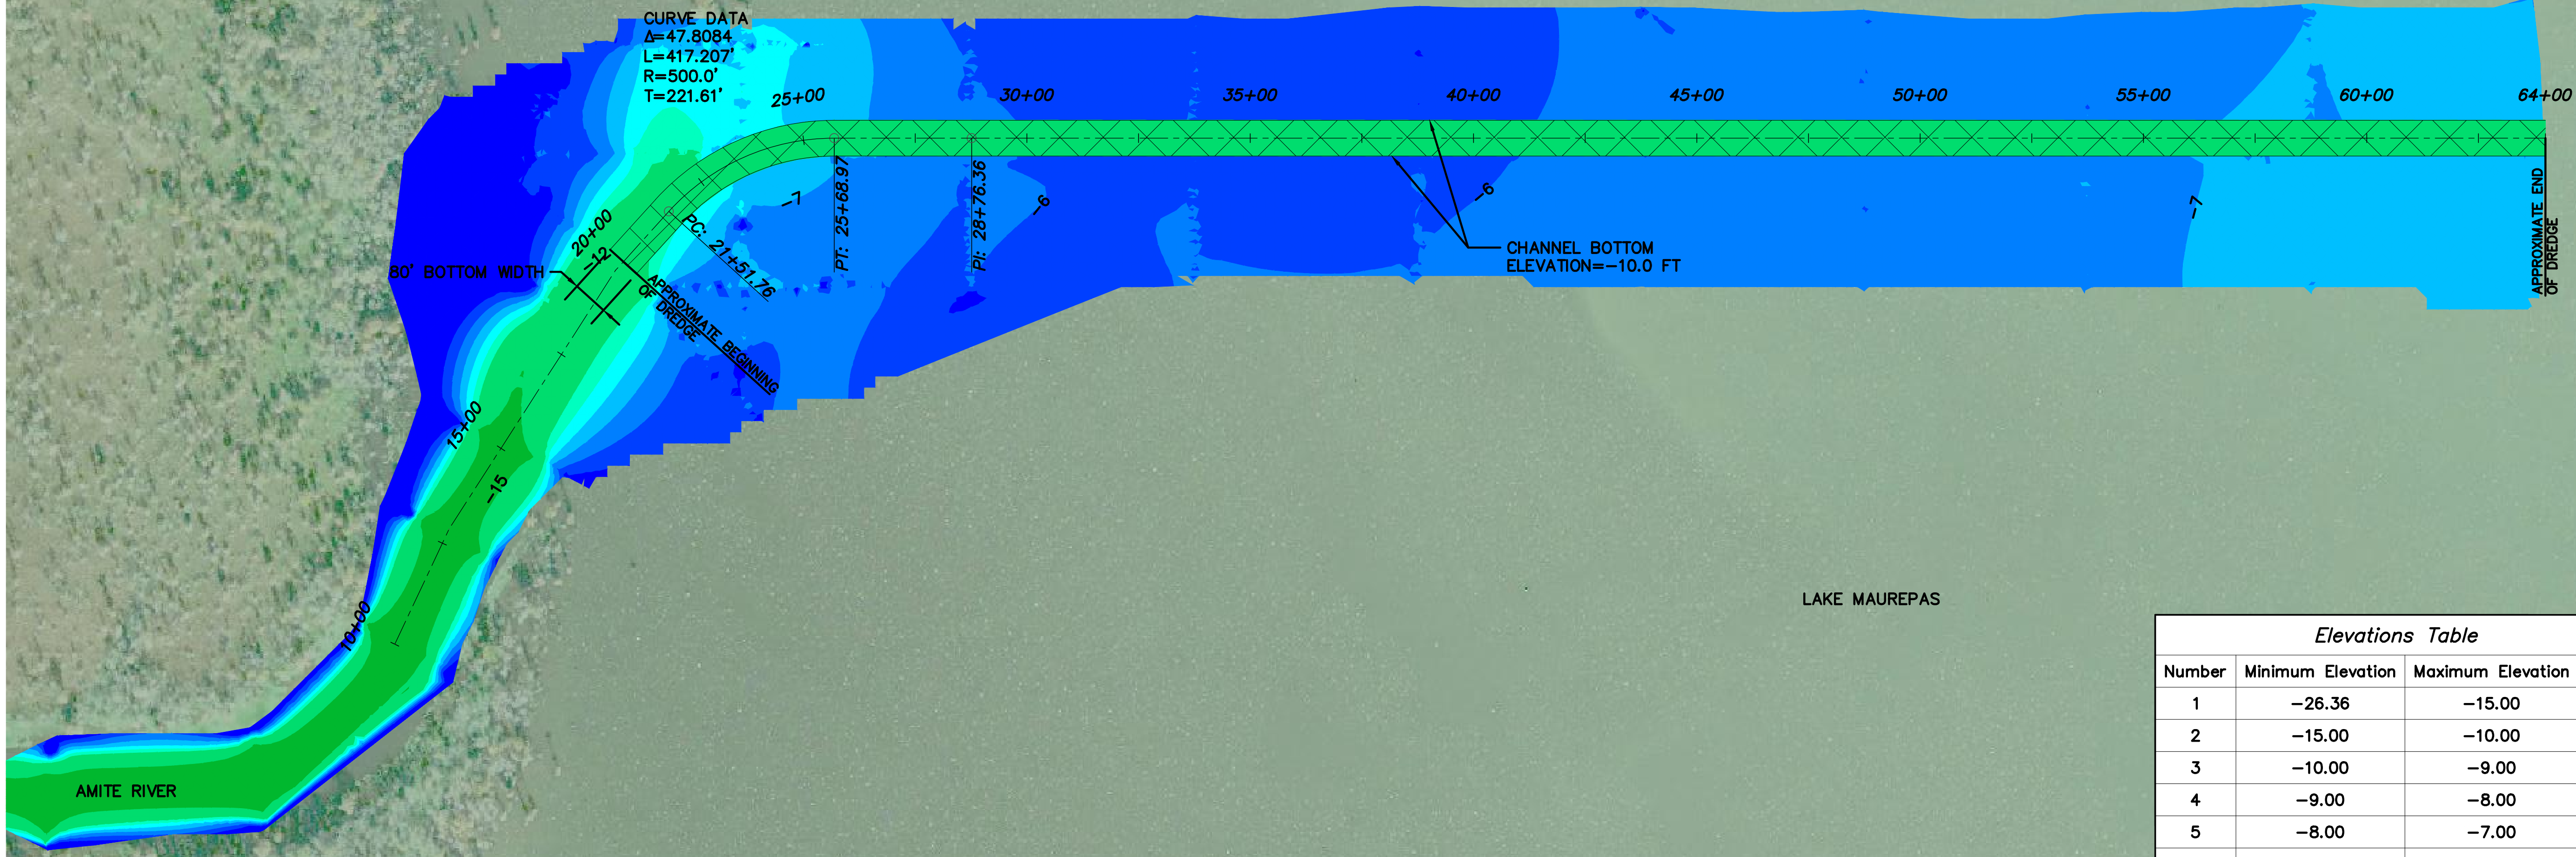 CURVE DATA
Δ=47.8084
L=417.207'
R=500.0'
T=221.61'
25+00
30+00
35+00
40+00
45+00
50+00
55+00
60+00
64+00
-7
PT: 25+68.97
PI: 28+76.36
-6
-6
-7
APPROXIMATE END
OF DREDGE
CHANNEL BOTTOM
ELEVATION=-10.0 FT
20+00
-12
PC: 21+51.76
80' BOTTOM WIDTH
APPROXIMATE BEGINNING
OF DREDGE
15+00
-15
10+00
AMITE RIVER
LAKE MAUREPAS
Elevations Table
Number Minimum Elevation Maximum Elevation
1 -26.36 -15.00
2 -15.00 -10.00
3 -10.00 -9.00
4 -9.00 -8.00
5 -8.00 -7.00